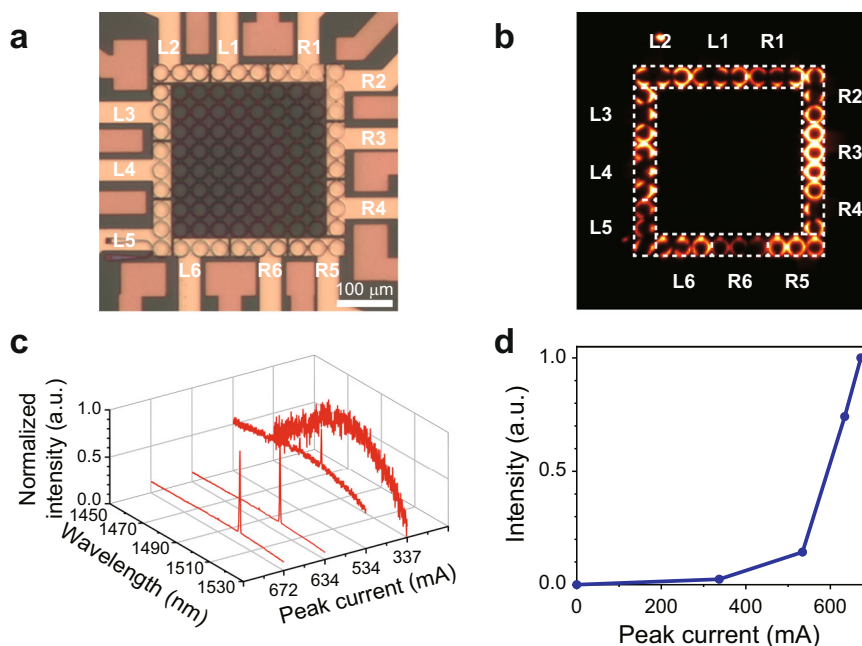 a
L2 L1 R1
R2
L3
R3
L4
R4
L5
L6 R6 R5
100 μm
b
L2 L1 R1
R2
L3
R3
L4
R4
L5
L6 R6 R5
c
Normalized
intensity (a.u.)
1.0
0.5
0.0
1450
1470
1490
1510
1530
Wavelength (nm)
672
634
534
337
Peak current (mA)
d
Intensity (a.u.)
1.0
0.5
0.0
0 200 400 600
Peak current (mA)